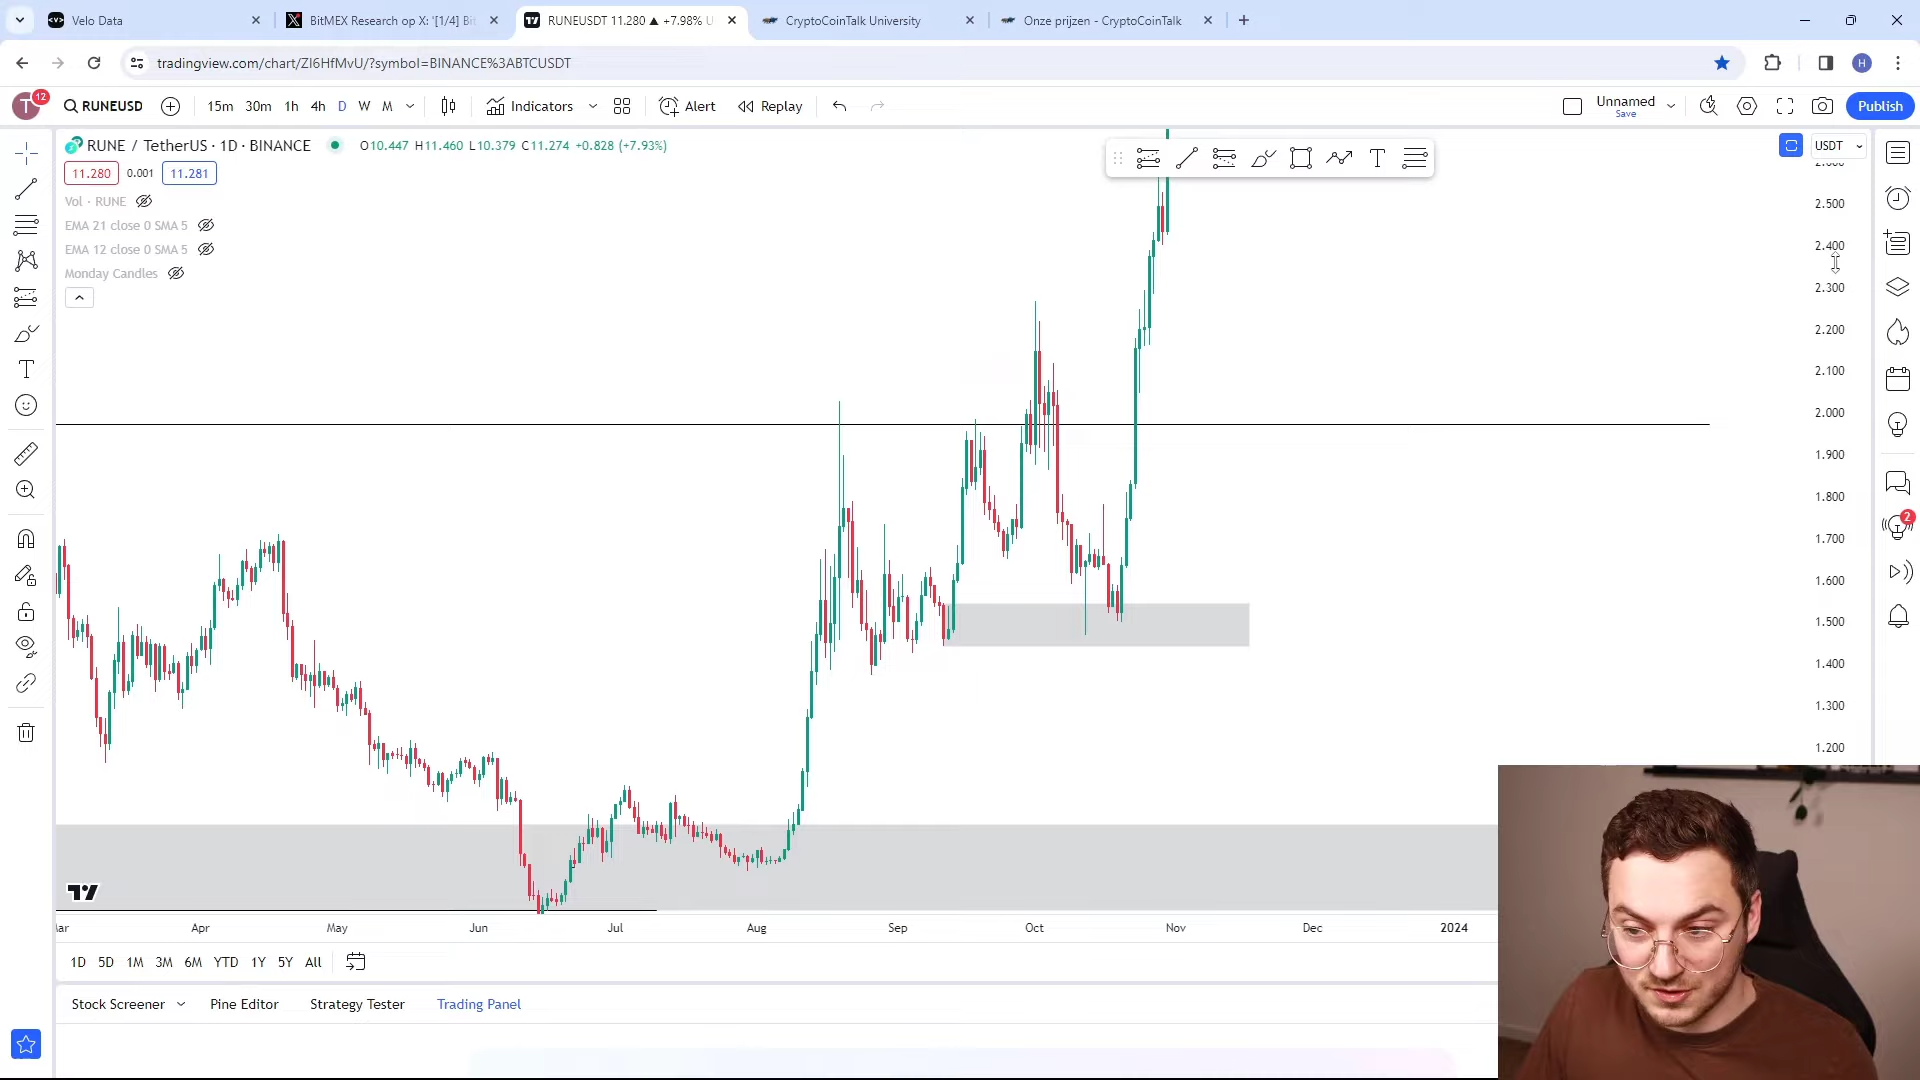 Velo Data
BitMEX Research op X: '[1/4] Bit
RUNEUSDT 11.280 ▲ +7.98% U
CryptoCoinTalk University
Onze prijzen - CryptoCoinTalk
tradingview.com/chart/ZI6HfMvU/?symbol=BINANCE%3ABTCUSDT
H
T
12
RUNEUSD
15m 30m 1h 4h D W M
Indicators
Alert
Replay
Unnamed
Save
Publish
RUNE / TetherUS · 1D · BINANCE
O10.447 H11.460 L10.379 C11.274 +0.828 (+7.93%)
USDT
11.280 0.001 11.281
Vol · RUNE
EMA 21 close 0 SMA 5
EMA 12 close 0 SMA 5
Monday Candles
2.500
2.400
2.300
2.200
2.100
2.000
1.900
1.800
1.700
1.600
1.500
1.400
1.300
1.200
2
Apr May Jun Jul Aug Sep Oct Nov Dec 2024
1D 5D 1M 3M 6M YTD 1Y 5Y All
Stock Screener Pine Editor Strategy Tester Trading Panel